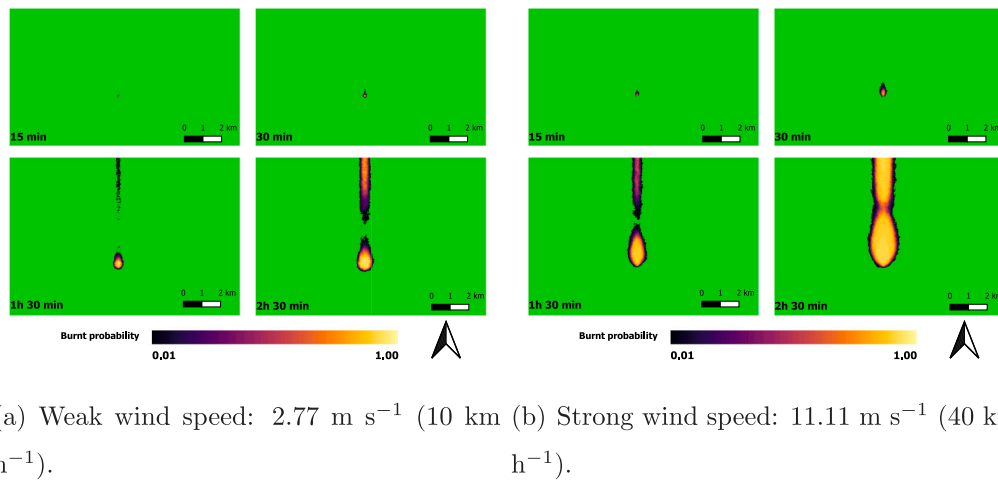 0 1 2 km 0 1 2 km 0 1 2 km 0 1 2 km
15 min 30 min 15 min 30 min
0 1 2 km 0 1 2 km 0 1 2 km 0 1 2 km
1h 30 min 2h 30 min 1h 30 min 2h 30 min
Burnt probability Burnt probability
0.01 1.00 0.01 1.00
a) Weak wind speed: 2.77 m s⁻¹ (10 km (b) Strong wind speed: 11.11 m s⁻¹ (40 k
h⁻¹). h⁻¹).